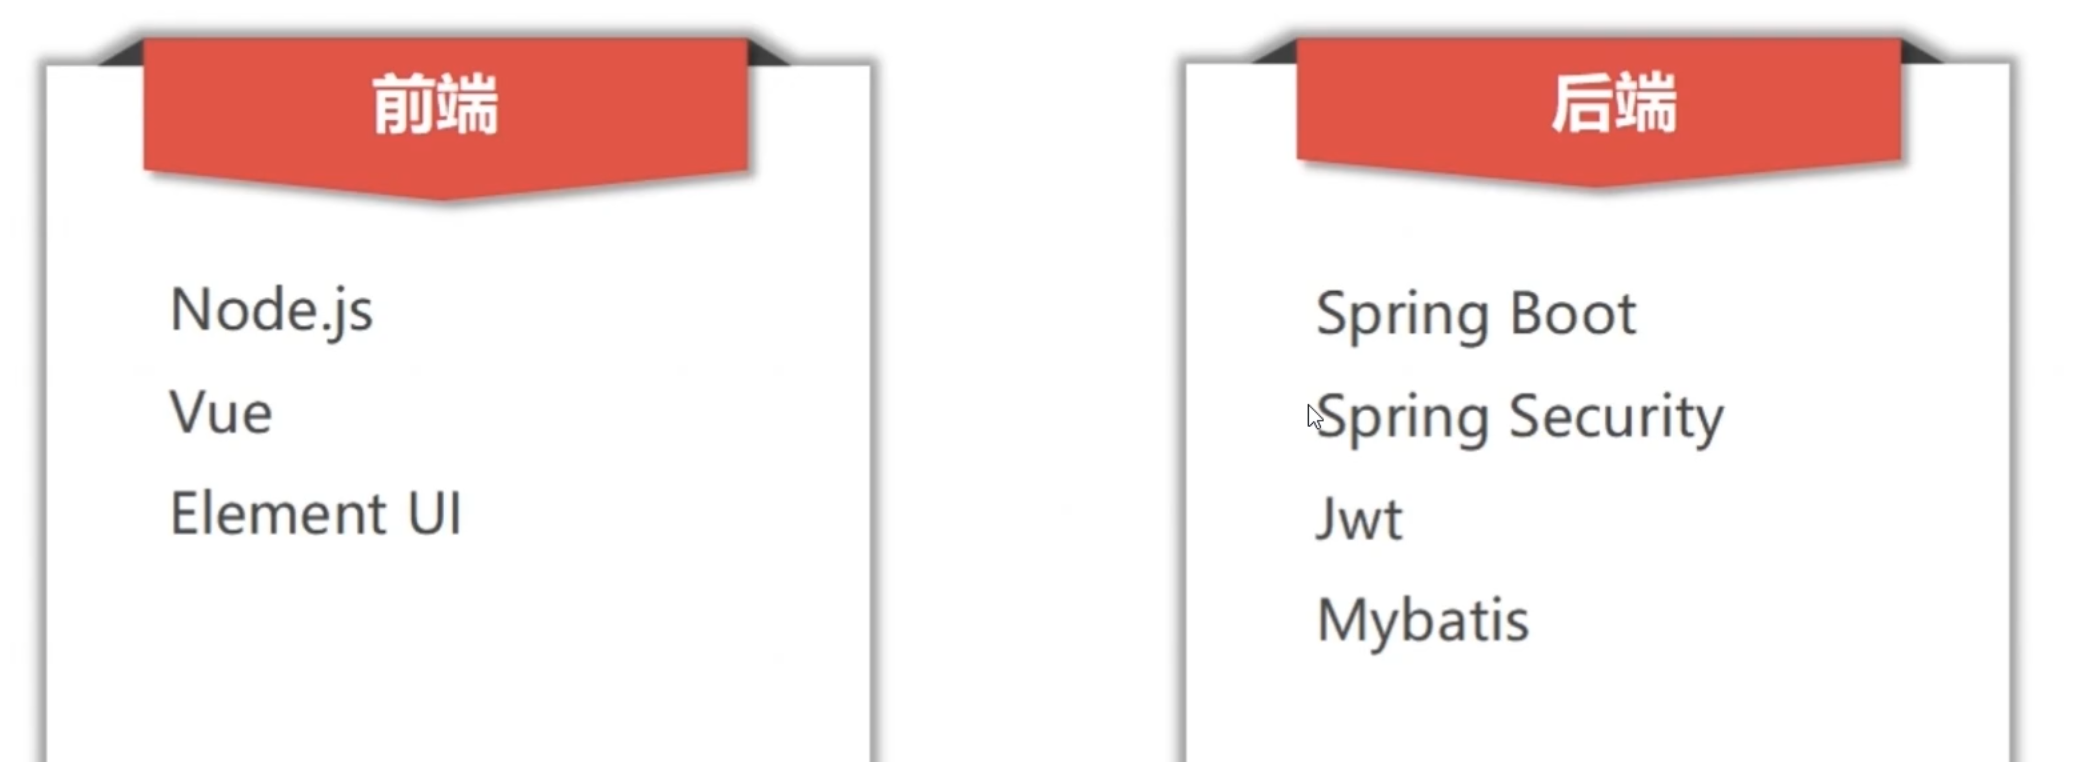 前端
Node.js
Vue
Element UI
后端
Spring Boot
Spring Security
Jwt
Mybatis